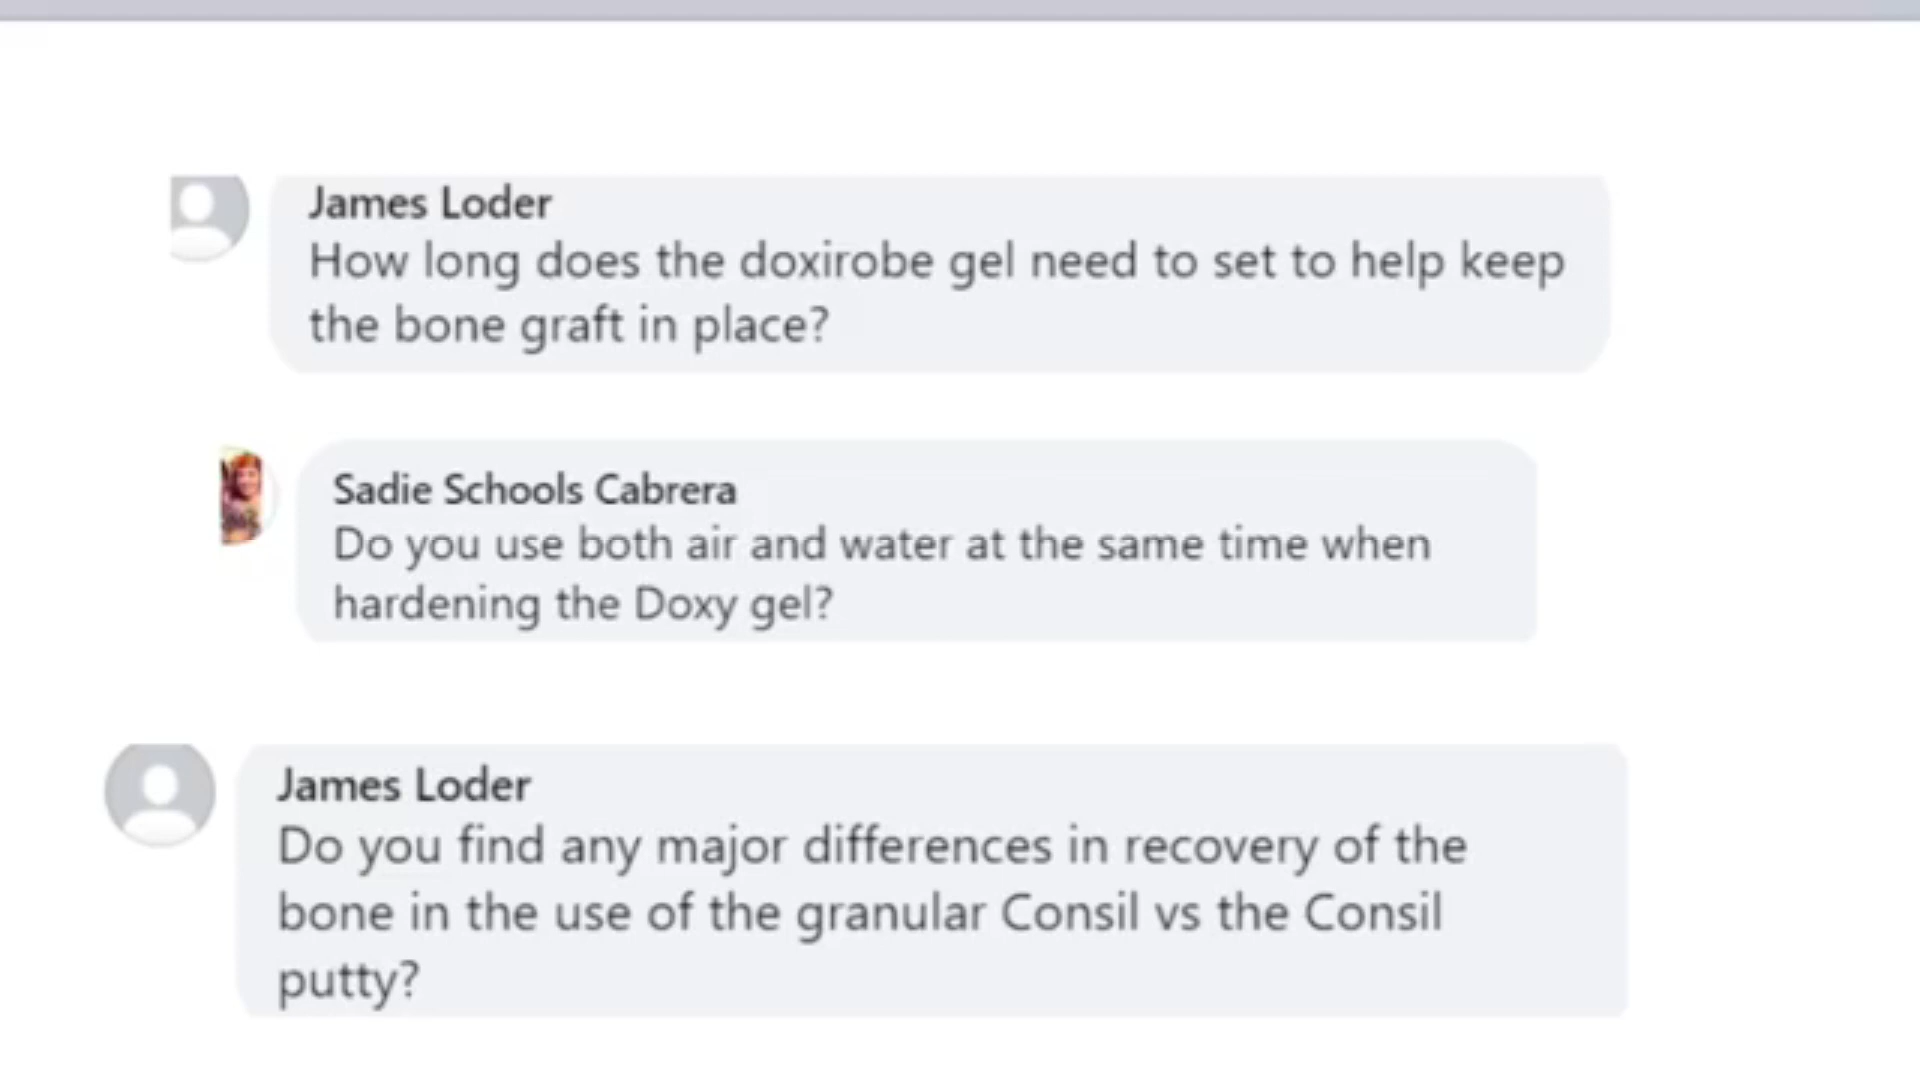 James Loder
How long does the doxirobe gel need to set to help keep
the bone graft in place?
Sadie Schools Cabrera
Do you use both air and water at the same time when
hardening the Doxy gel?
James Loder
Do you find any major differences in recovery of the
bone in the use of the granular Consil vs the Consil
putty?